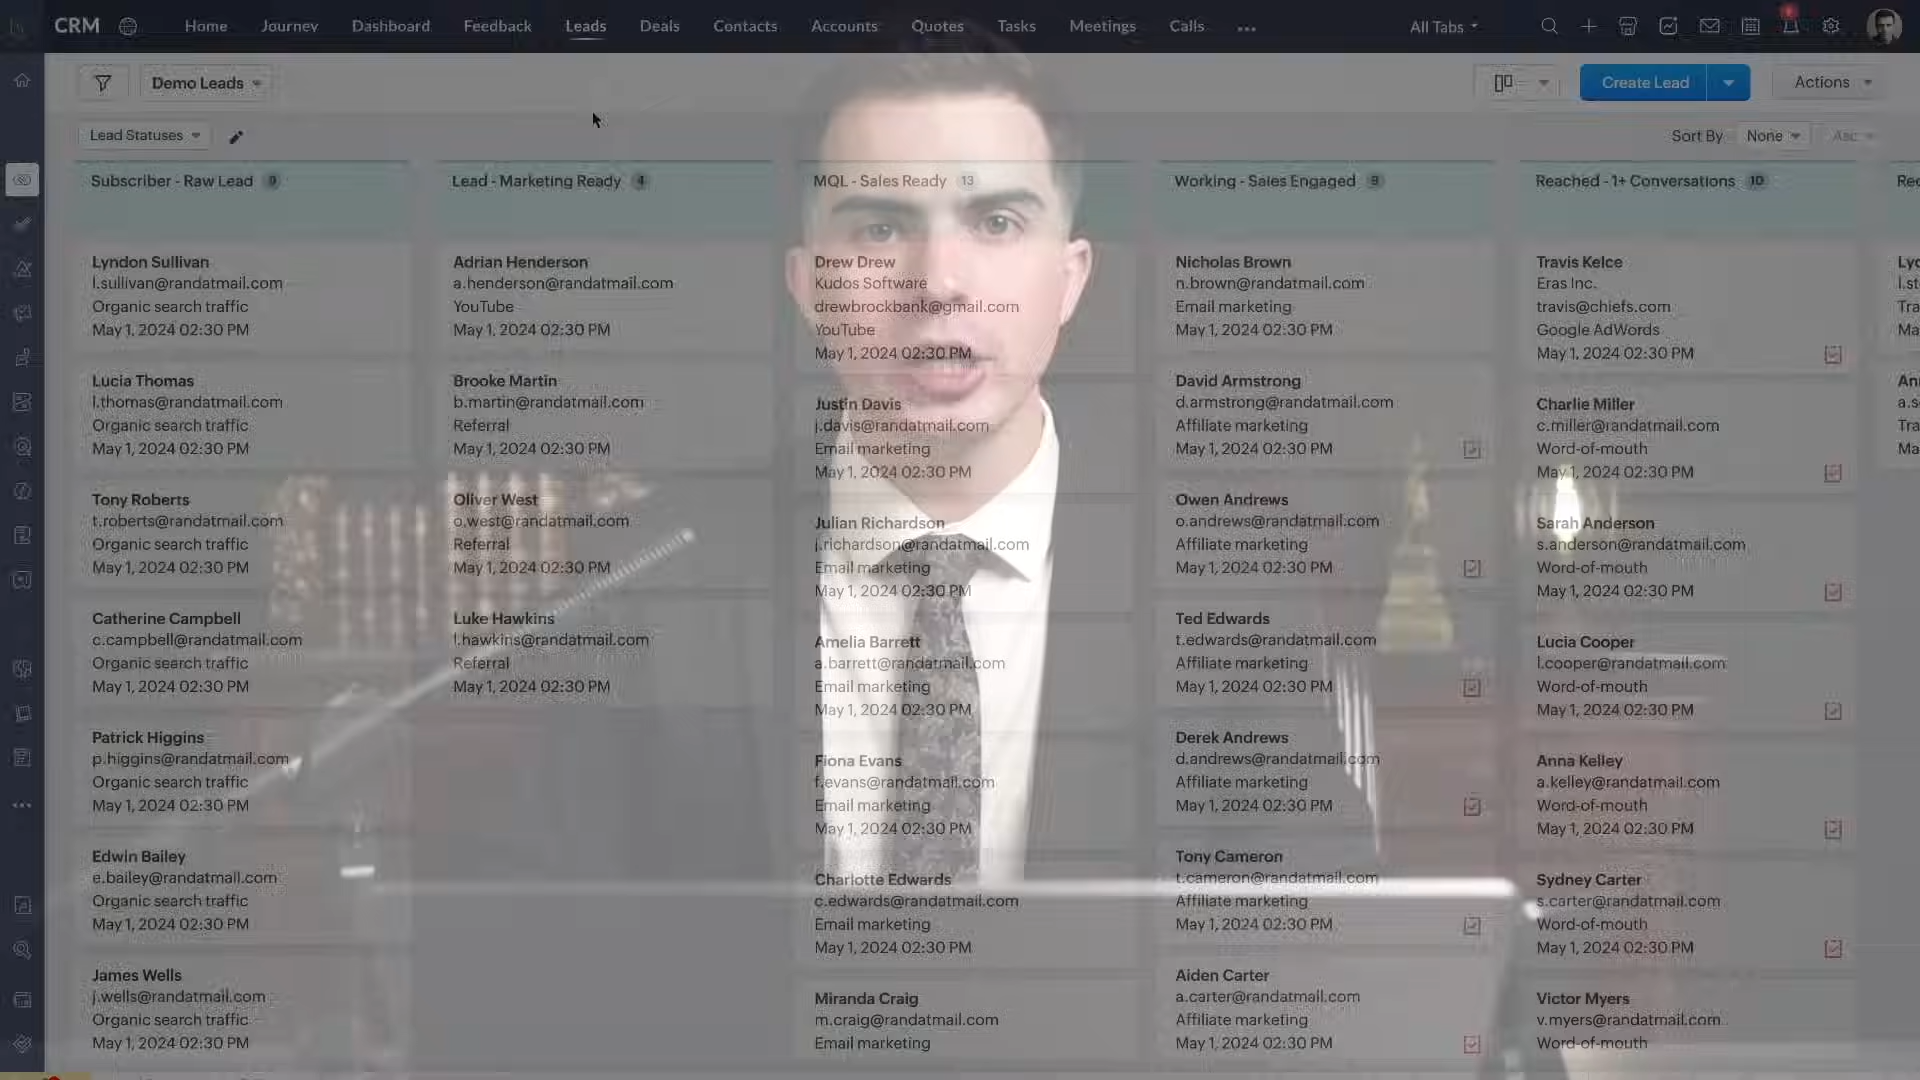 CRM
Home
Journey
Dashboard
Feedback
Leads
Deals
Contacts
Accounts
Quotes
Tasks
Meetings
Calls
...
All Tabs
Demo Leads
Create Lead
Actions
Lead Statuses
Sort By
None
Asc
Subscriber - Raw Lead 9
Lyndon Sullivan
l.sullivan@randatmail.com
Organic search traffic
May 1, 2024 02:30 PM
Lucia Thomas
l.thomas@randatmail.com
Organic search traffic
May 1, 2024 02:30 PM
Tony Roberts
t.roberts@randatmail.com
Organic search traffic
May 1, 2024 02:30 PM
Catherine Campbell
c.campbell@randatmail.com
Organic search traffic
May 1, 2024 02:30 PM
Patrick Higgins
p.higgins@randatmail.com
Organic search traffic
May 1, 2024 02:30 PM
Edwin Bailey
e.bailey@randatmail.com
Organic search traffic
May 1, 2024 02:30 PM
James Wells
j.wells@randatmail.com
Organic search traffic
May 1, 2024 02:30 PM
Lead - Marketing Ready 4
Adrian Henderson
a.henderson@randatmail.com
YouTube
May 1, 2024 02:30 PM
Brooke Martin
b.martin@randatmail.com
Referral
May 1, 2024 02:30 PM
Oliver West
o.west@randatmail.com
Referral
May 1, 2024 02:30 PM
Luke Hawkins
l.hawkins@randatmail.com
Referral
May 1, 2024 02:30 PM
MQL - Sales Ready 13
Drew Drew
Kudos Software
drewbrockbank@gmail.com
YouTube
May 1, 2024 02:30 PM
Justin Davis
j.davis@randatmail.com
Email marketing
May 1, 2024 02:30 PM
Julian Richardson
j.richardson@randatmail.com
Email marketing
May 1, 2024 02:30 PM
Amelia Barrett
a.barrett@randatmail.com
Email marketing
May 1, 2024 02:30 PM
Fiona Evans
f.evans@randatmail.com
Email marketing
May 1, 2024 02:30 PM
Charlotte Edwards
c.edwards@randatmail.com
Email marketing
May 1, 2024 02:30 PM
Miranda Craig
m.craig@randatmail.com
Email marketing
Working - Sales Engaged 9
Nicholas Brown
n.brown@randatmail.com
Email marketing
May 1, 2024 02:30 PM
David Armstrong
d.armstrong@randatmail.com
Affiliate marketing
May 1, 2024 02:30 PM
Owen Andrews
o.andrews@randatmail.com
Affiliate marketing
May 1, 2024 02:30 PM
Ted Edwards
t.edwards@randatmail.com
Affiliate marketing
May 1, 2024 02:30 PM
Derek Andrews
d.andrews@randatmail.com
Affiliate marketing
May 1, 2024 02:30 PM
Tony Cameron
t.cameron@randatmail.com
Affiliate marketing
May 1, 2024 02:30 PM
Aiden Carter
a.carter@randatmail.com
Affiliate marketing
May 1, 2024 02:30 PM
Reached - 1+ Conversations 10
Travis Kelce
Eras Inc.
travis@chiefs.com
Google AdWords
May 1, 2024 02:30 PM
Charlie Miller
c.miller@randatmail.com
Word-of-mouth
May 1, 2024 02:30 PM
Sarah Anderson
s.anderson@randatmail.com
Word-of-mouth
May 1, 2024 02:30 PM
Lucia Cooper
l.cooper@randatmail.com
Word-of-mouth
May 1, 2024 02:30 PM
Anna Kelley
a.kelley@randatmail.com
Word-of-mouth
May 1, 2024 02:30 PM
Sydney Carter
s.carter@randatmail.com
Word-of-mouth
May 1, 2024 02:30 PM
Victor Myers
v.myers@randatmail.com
Word-of-mouth
Rec
Lyc
l.st
Tra
Ma
An
a.s
Tra
Ma